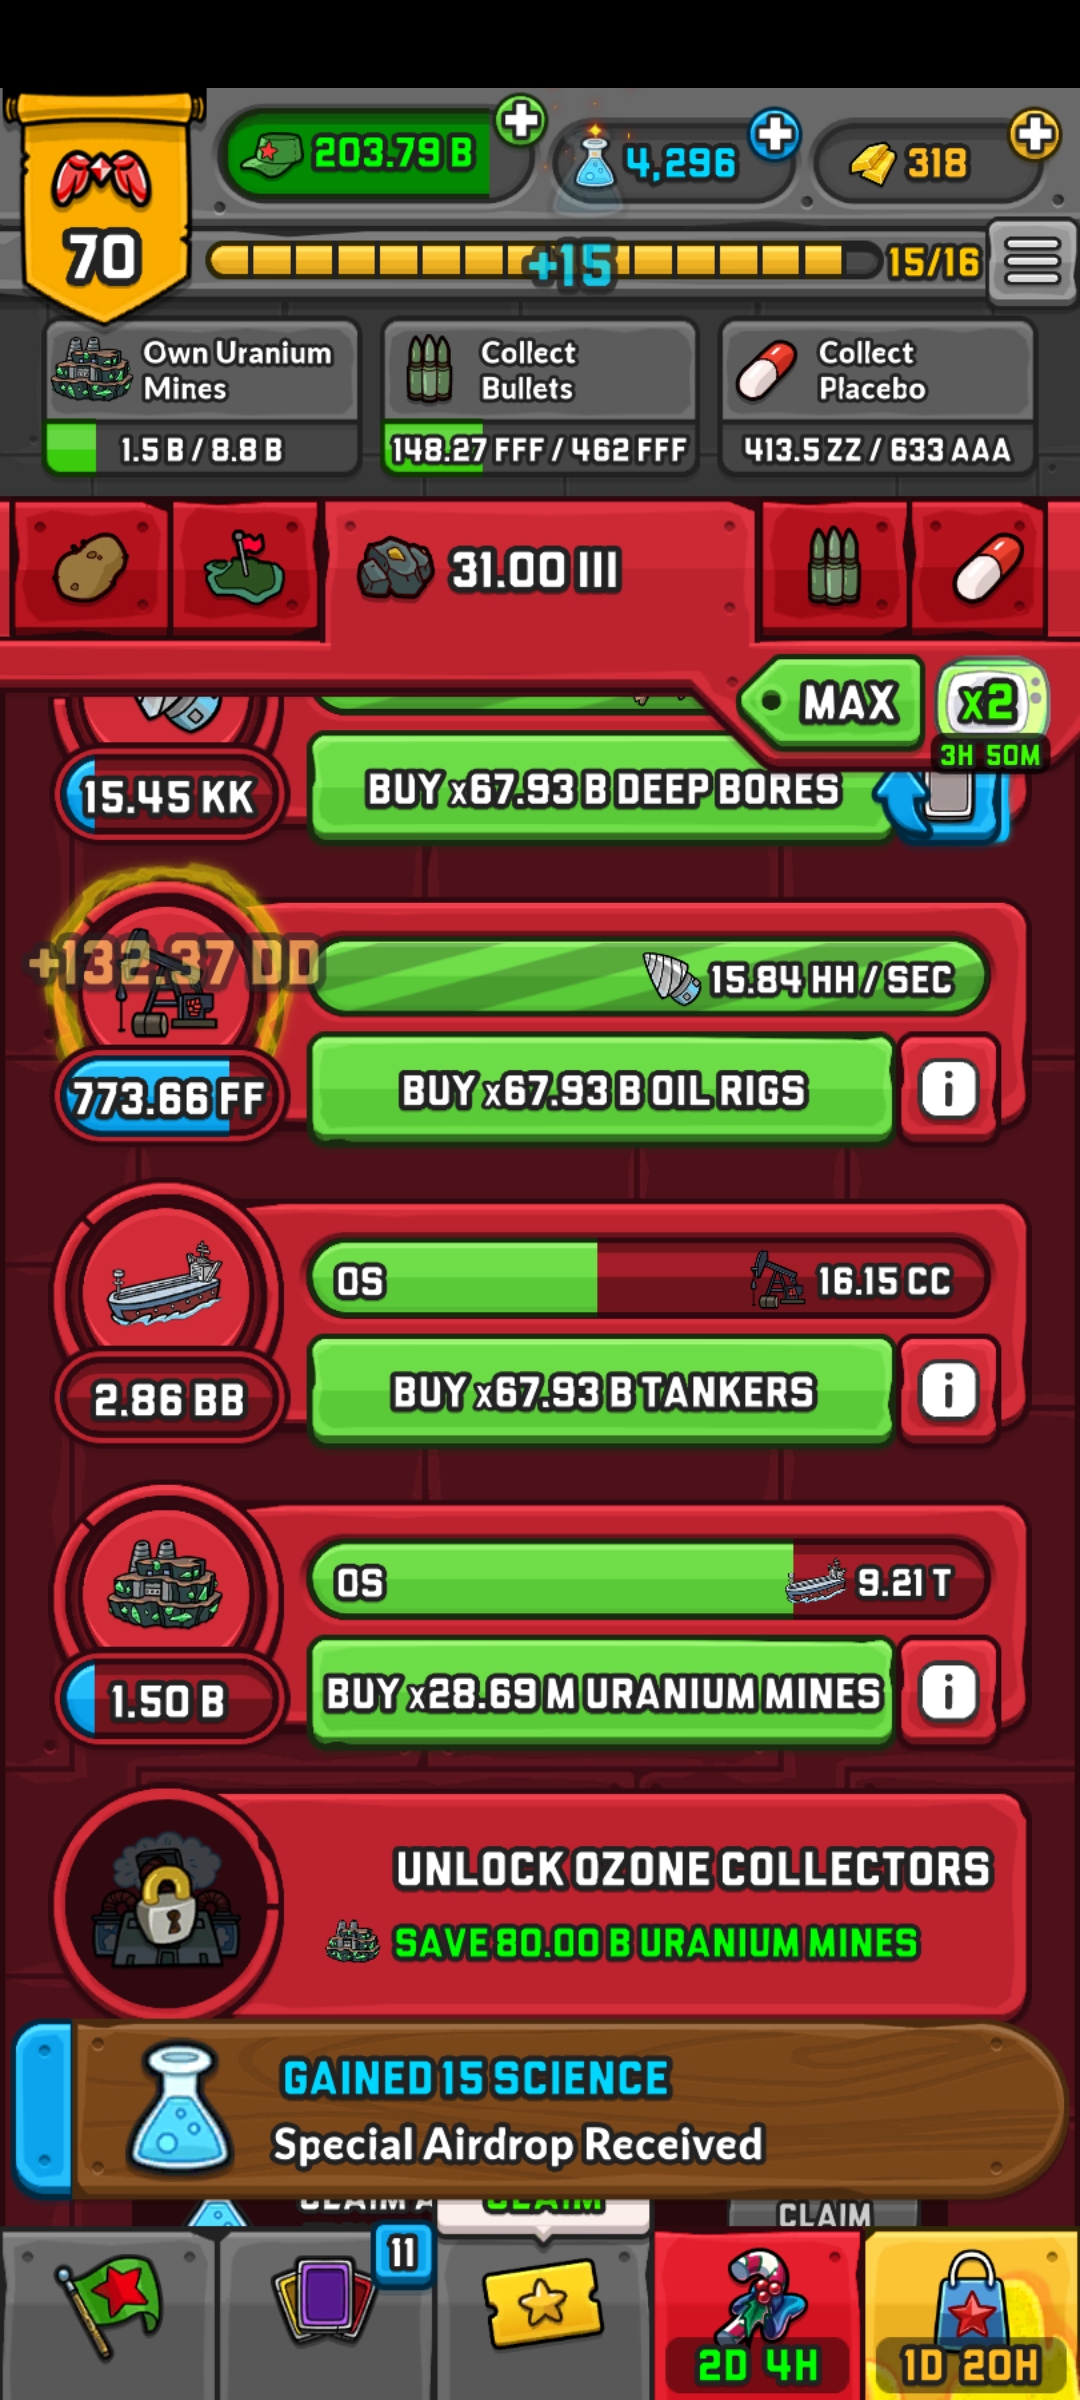 203.79 B
4,296
318
70
+15
15/16
Own Uranium
Mines
1.5 B / 8.8 B
Collect
Bullets
148.27 FFF / 462 FFF
Collect
Placebo
413.5 ZZ / 633 AAA
31.00 III
MAX
x2
3H 50M
15.45 KK
BUY x67.93 B DEEP BORES
+132.37 DD
15.84 HH / SEC
773.66 FF
BUY x67.93 B OIL RIGS
i
0S
16.15 CC
2.86 BB
BUY x67.93 B TANKERS
i
0S
9.21 T
1.50 B
BUY x28.69 M URANIUM MINES
i
UNLOCK OZONE COLLECTORS
SAVE 80.00 B URANIUM MINES
GAINED 15 SCIENCE
Special Airdrop Received
CLAIM A
CLAIM
CLAIM
11
2D 4H
1D 20H